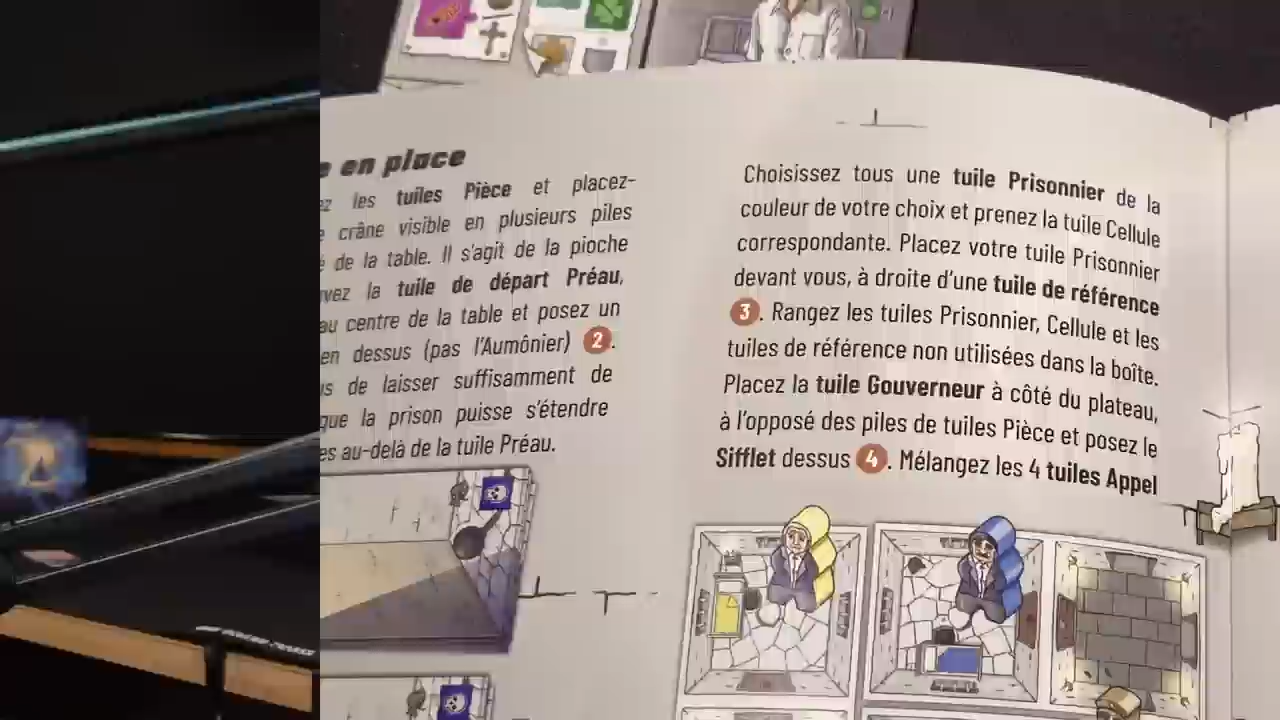 en place
les tuiles Pièce et placez-
crâne visible en plusieurs piles
de la table. Il s'agit de la pioche
la tuile de départ Préau,
au centre de la table et posez un
en dessus (pas l'Aumônier) 2.
de laisser suffisamment de
que la prison puisse s'étendre
au-delà de la tuile Préau.
Choisissez tous une tuile Prisonnier de la
couleur de votre choix et prenez la tuile Cellule
correspondante. Placez votre tuile Prisonnier
devant vous, à droite d'une tuile de référence
3. Rangez les tuiles Prisonnier, Cellule et les
tuiles de référence non utilisées dans la boîte.
Placez la tuile Gouverneur à côté du plateau,
à l'opposé des piles de tuiles Pièce et posez le
Sifflet dessus 4. Mélangez les 4 tuiles Appel